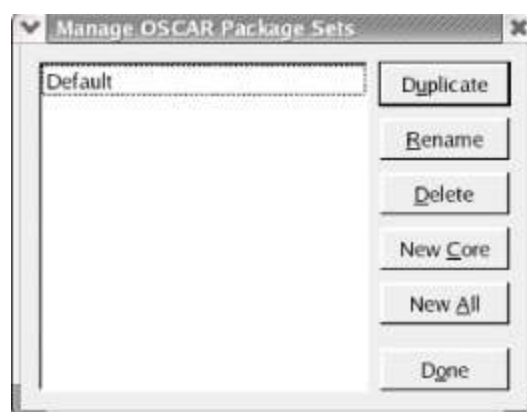 Manage OSCAR Package Sets
Default
Duplicate
Rename
Delete
New Core
New All
Done